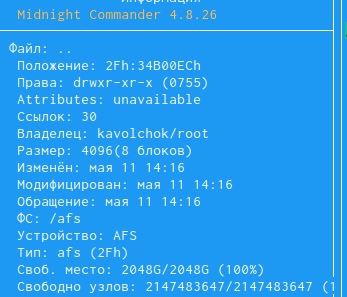 Информация
Midnight Commander 4.8.26
Файл: ..
Положение: 2Fh:34B00ECh
Права: drwxr-xr-x (0755)
Attributes: unavailable
Ссылок: 30
Владелец: kavolchok/root
Размер: 4096(8 блоков)
Изменён: мая 11 14:16
Модифицирован: мая 11 14:16
Обращение: мая 11 14:16
ФС: /afs
Устройство: AFS
Тип: afs (2Fh)
Своб. место: 2048G/2048G (100%)
Свободно узлов: 2147483647/2147483647 (1